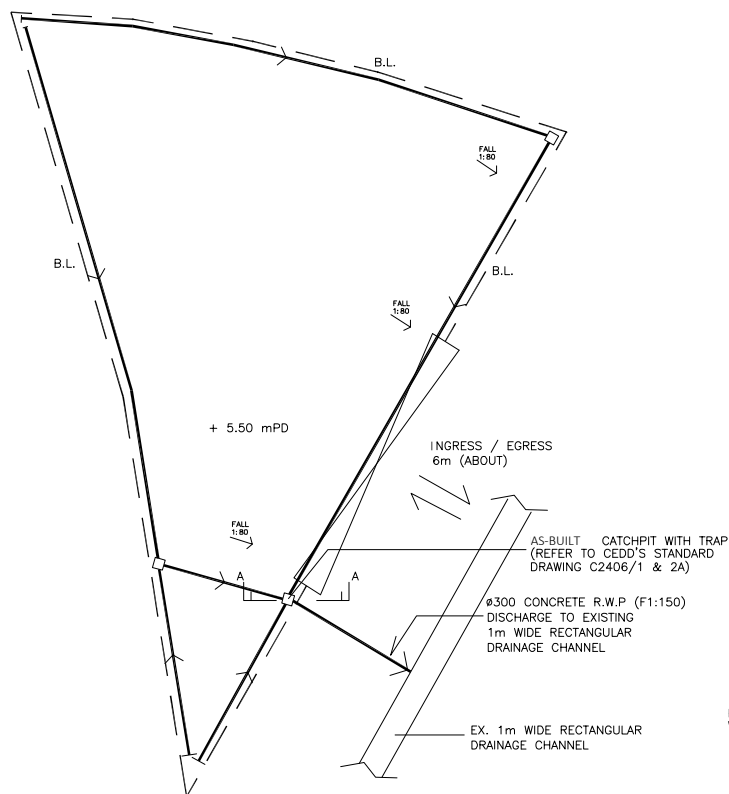 B.L.
FALL
1:80
B.L.
B.L.
FALL
1:80
+ 5.50 mPD
INGRESS / EGRESS
6m (ABOUT)
FALL
1:80
AS-BUILT CATCHPIT WITH TRAP
(REFER TO CEDD'S STANDARD
DRAWING C2406/1 & 2A)
A
A
ø300 CONCRETE R.W.P (F1:150)
DISCHARGE TO EXISTING
1m WIDE RECTANGULAR
DRAINAGE CHANNEL
EX. 1m WIDE RECTANGULAR
DRAINAGE CHANNEL